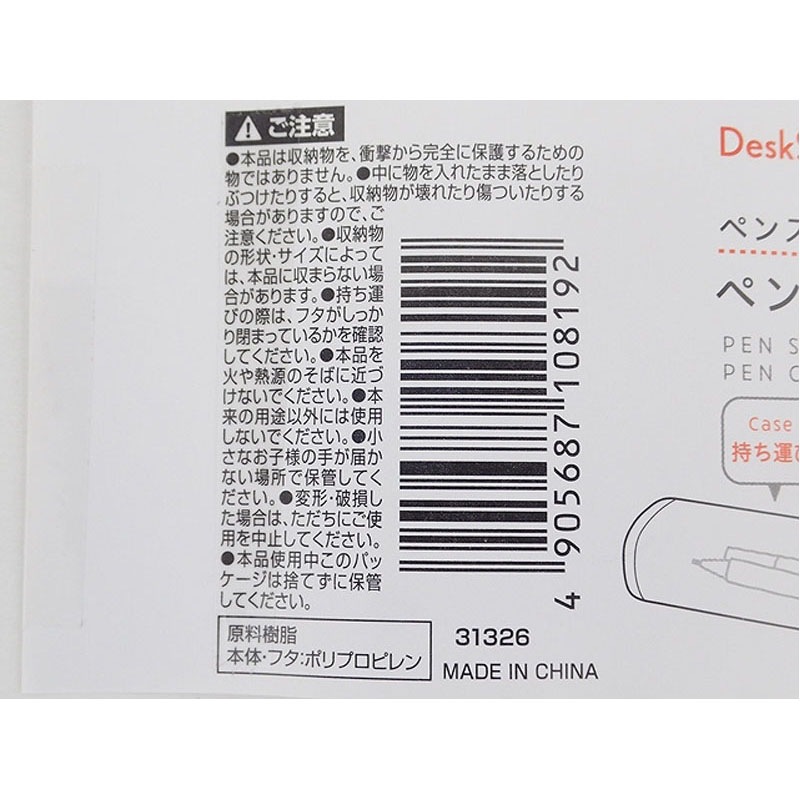 ⚠ ご注意
●本品は収納物を、衝撃から完全に保護するための
物ではありません。●中に物を入れたまま落としたり
ぶつけたりすると、収納物が壊れたり傷ついたりする
場合がありますので、ご
注意ください。●収納物
の形状・サイズによって
は、本品に収まらない場
合があります。●持ち運
びの際は、フタがしっか
り閉まっているかを確認
してください。●本品を
火や熱源のそばに近づ
けないでください。●本
来の用途以外には使用
しないでください。●小
さなお子様の手が届か
ない場所で保管してく
ださい。●変形・破損し
た場合は、ただちにご使
用を中止してください。
●本品使用中このパッ
ケージは捨てずに保管
してください。
4 905687 108192
原料樹脂
本体・フタ:ポリプロピレン
31326
MADE IN CHINA
Desk
ペン
ペン
PEN S
PEN
Case
持ち運び